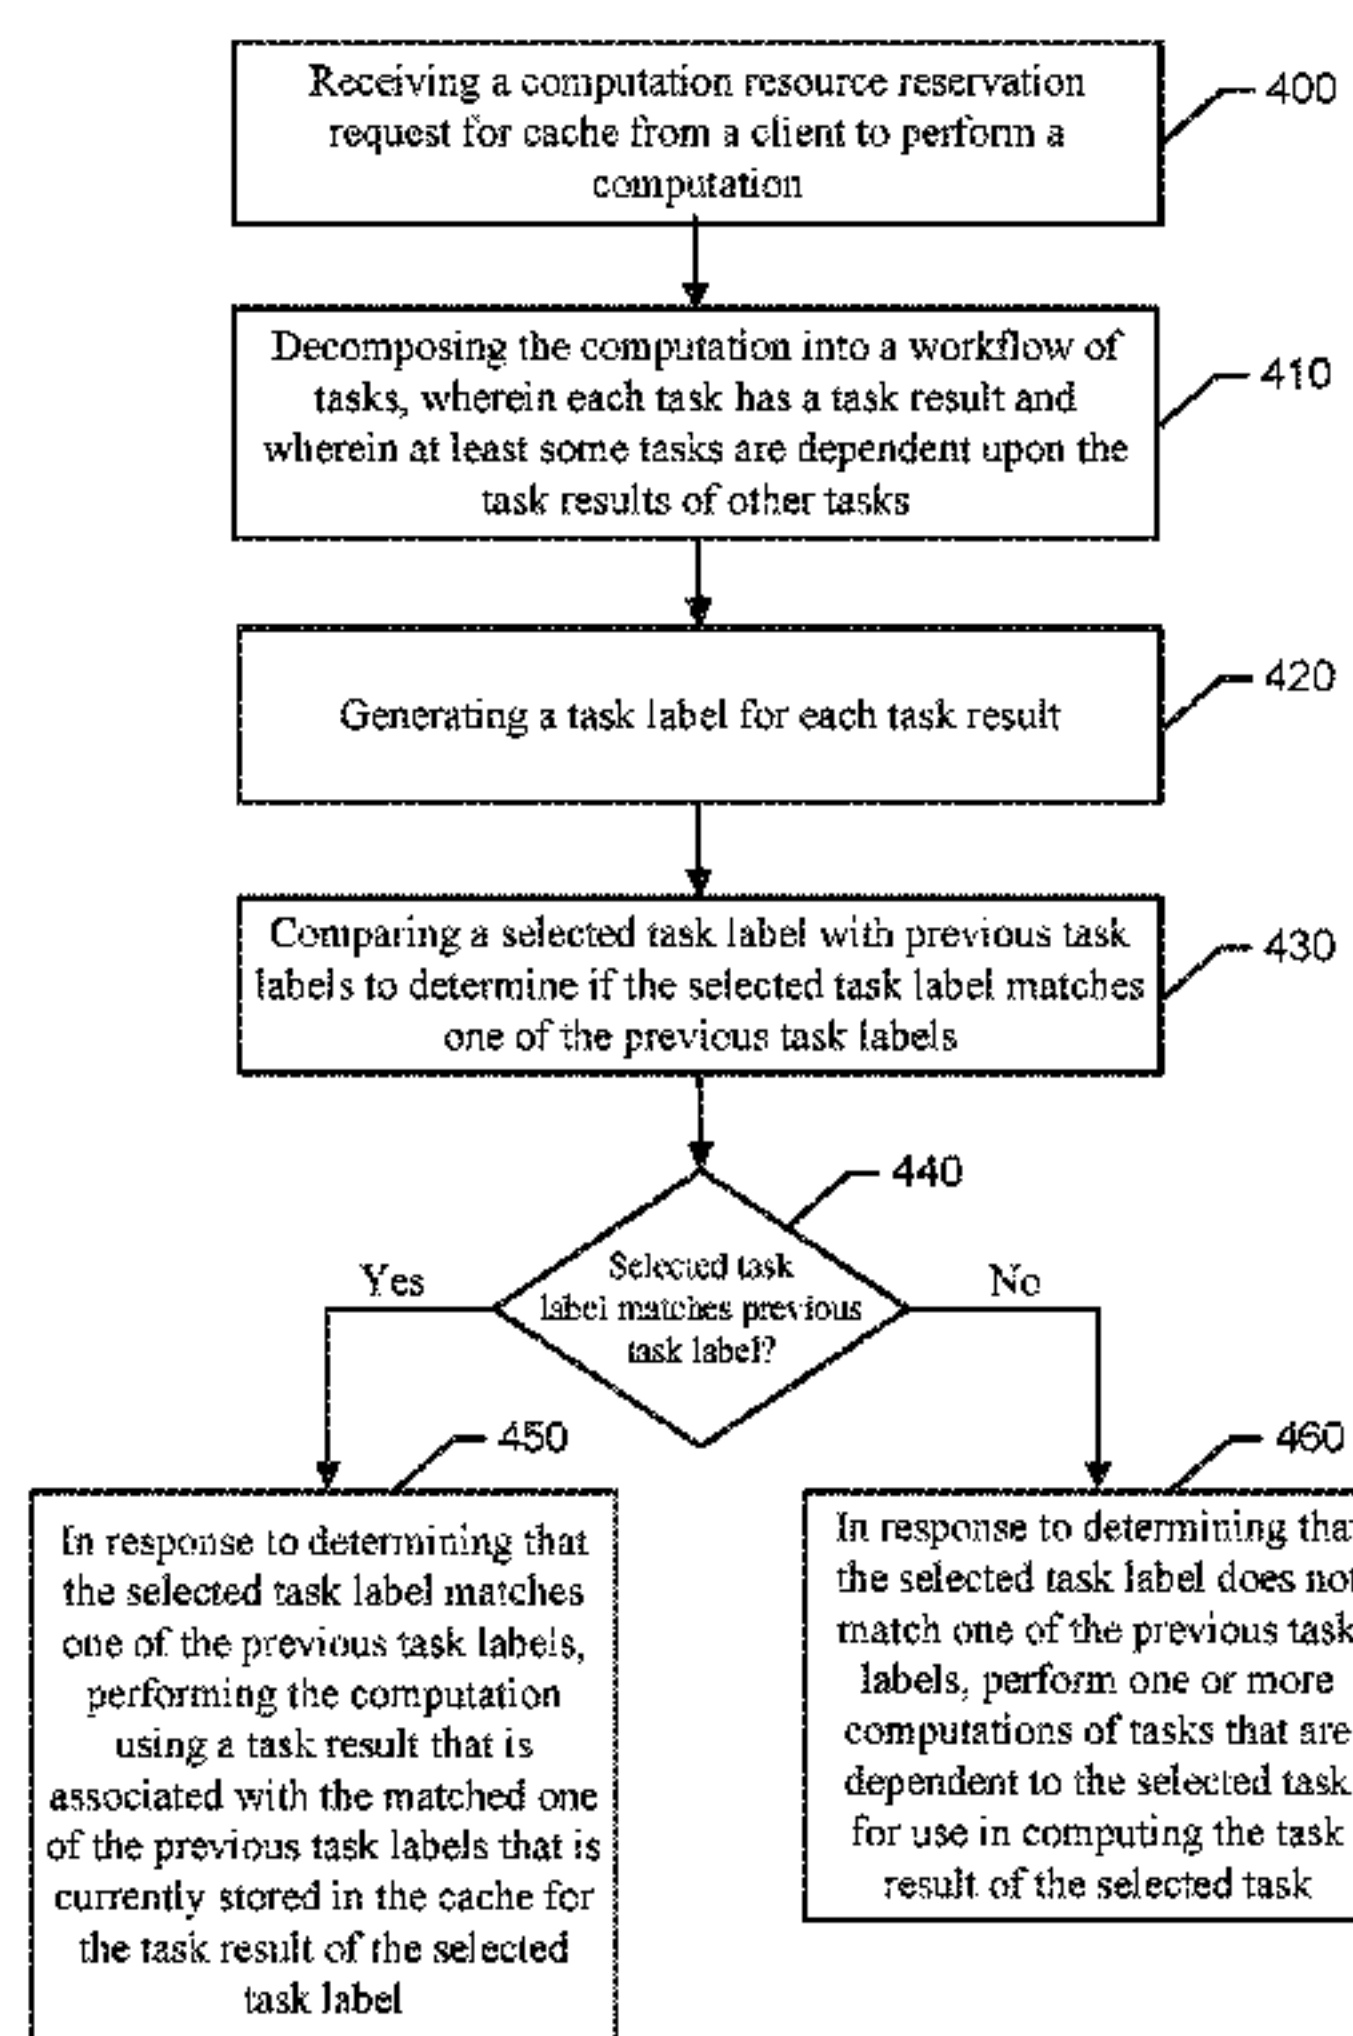 Receiving a computation resource reservation
request for cache from a client to perform a
computation
400
Decomposing the computation into a workflow of
tasks, wherein each task has a task result and
wherein at least some tasks are dependent upon the
task results of other tasks
410
Generating a task label for each task result
420
Comparing a selected task label with previous task
labels to determine if the selected task label matches
one of the previous task labels
430
440
Selected task
label matches previous
task label?
Yes
No
450
In response to determining that
the selected task label matches
one of the previous task labels,
performing the computation
using a task result that is
associated with the matched one
of the previous task labels that is
currently stored in the cache for
the task result of the selected
task label
460
In response to determining that
the selected task label does not
match one of the previous task
labels, perform one or more
computations of tasks that are
dependent to the selected task
for use in computing the task
result of the selected task